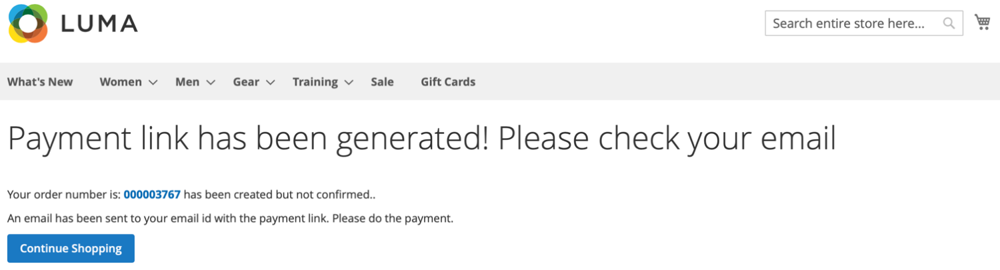 LUMA
Search entire store here...
What's New Women Men Gear Training Sale Gift Cards
Payment link has been generated! Please check your email
Your order number is: 000003767 has been created but not confirmed..
An email has been sent to your email id with the payment link. Please do the payment.
Continue Shopping